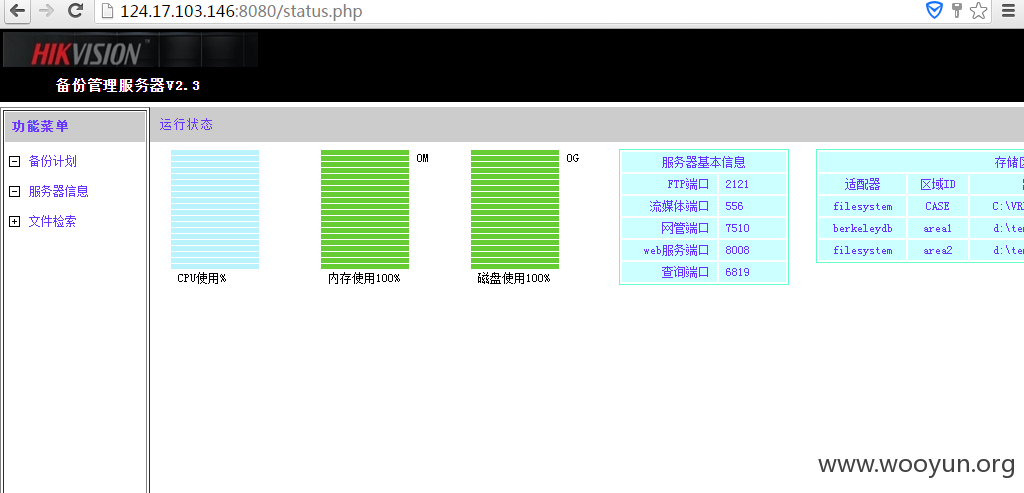 124.17.103.146:8080/status.php
HIKVISION
备份管理服务器V2.3
功能菜单
备份计划
服务器信息
文件检索
运行状态
CPU使用%
0M
内存使用100%
0G
磁盘使用100%
服务器基本信息
FTP端口 2121
流媒体端口 556
网管端口 7510
web服务端口 8008
查询端口 6819
存储区
适配器 区域ID
filesystem CASE C:\VR
berkeleydb area1 d:\te
filesystem area2 d:\te
www.wooyun.org